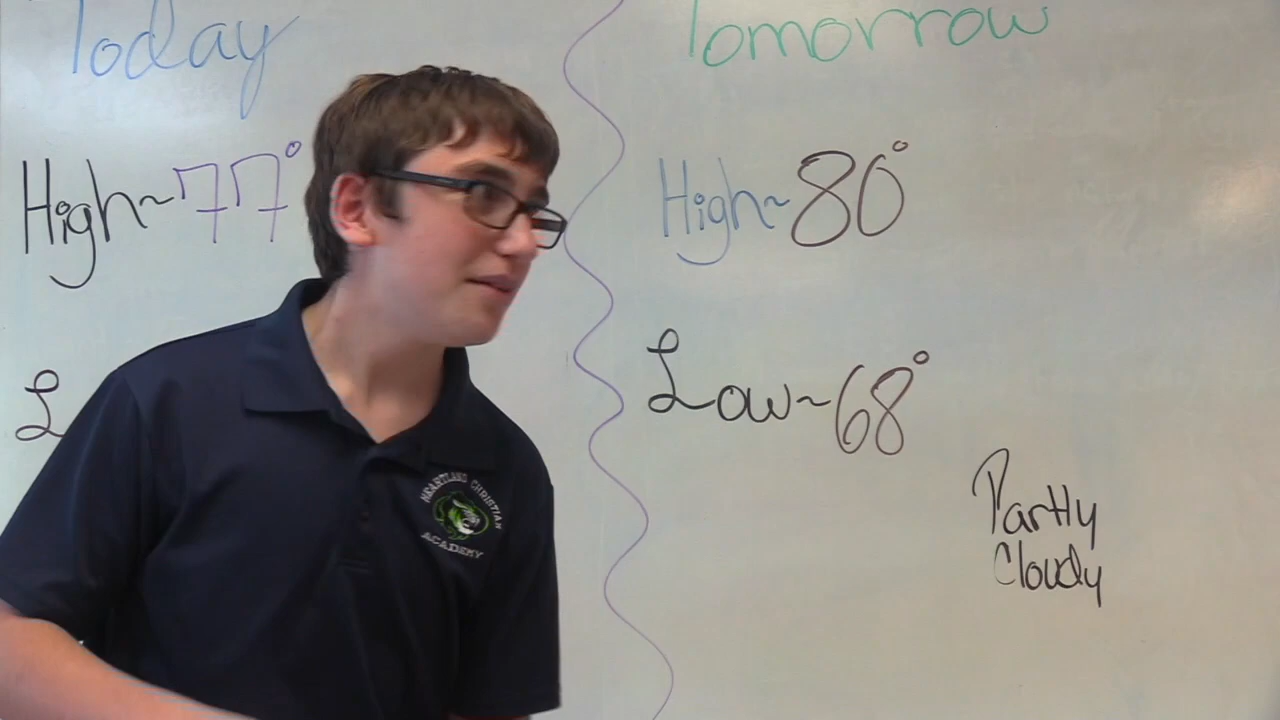 Today
High~77°
L
Tomorrow
High~80°
Low~68°
Partly
Cloudy
HEARTLAND CHRISTIAN
ACADEMY